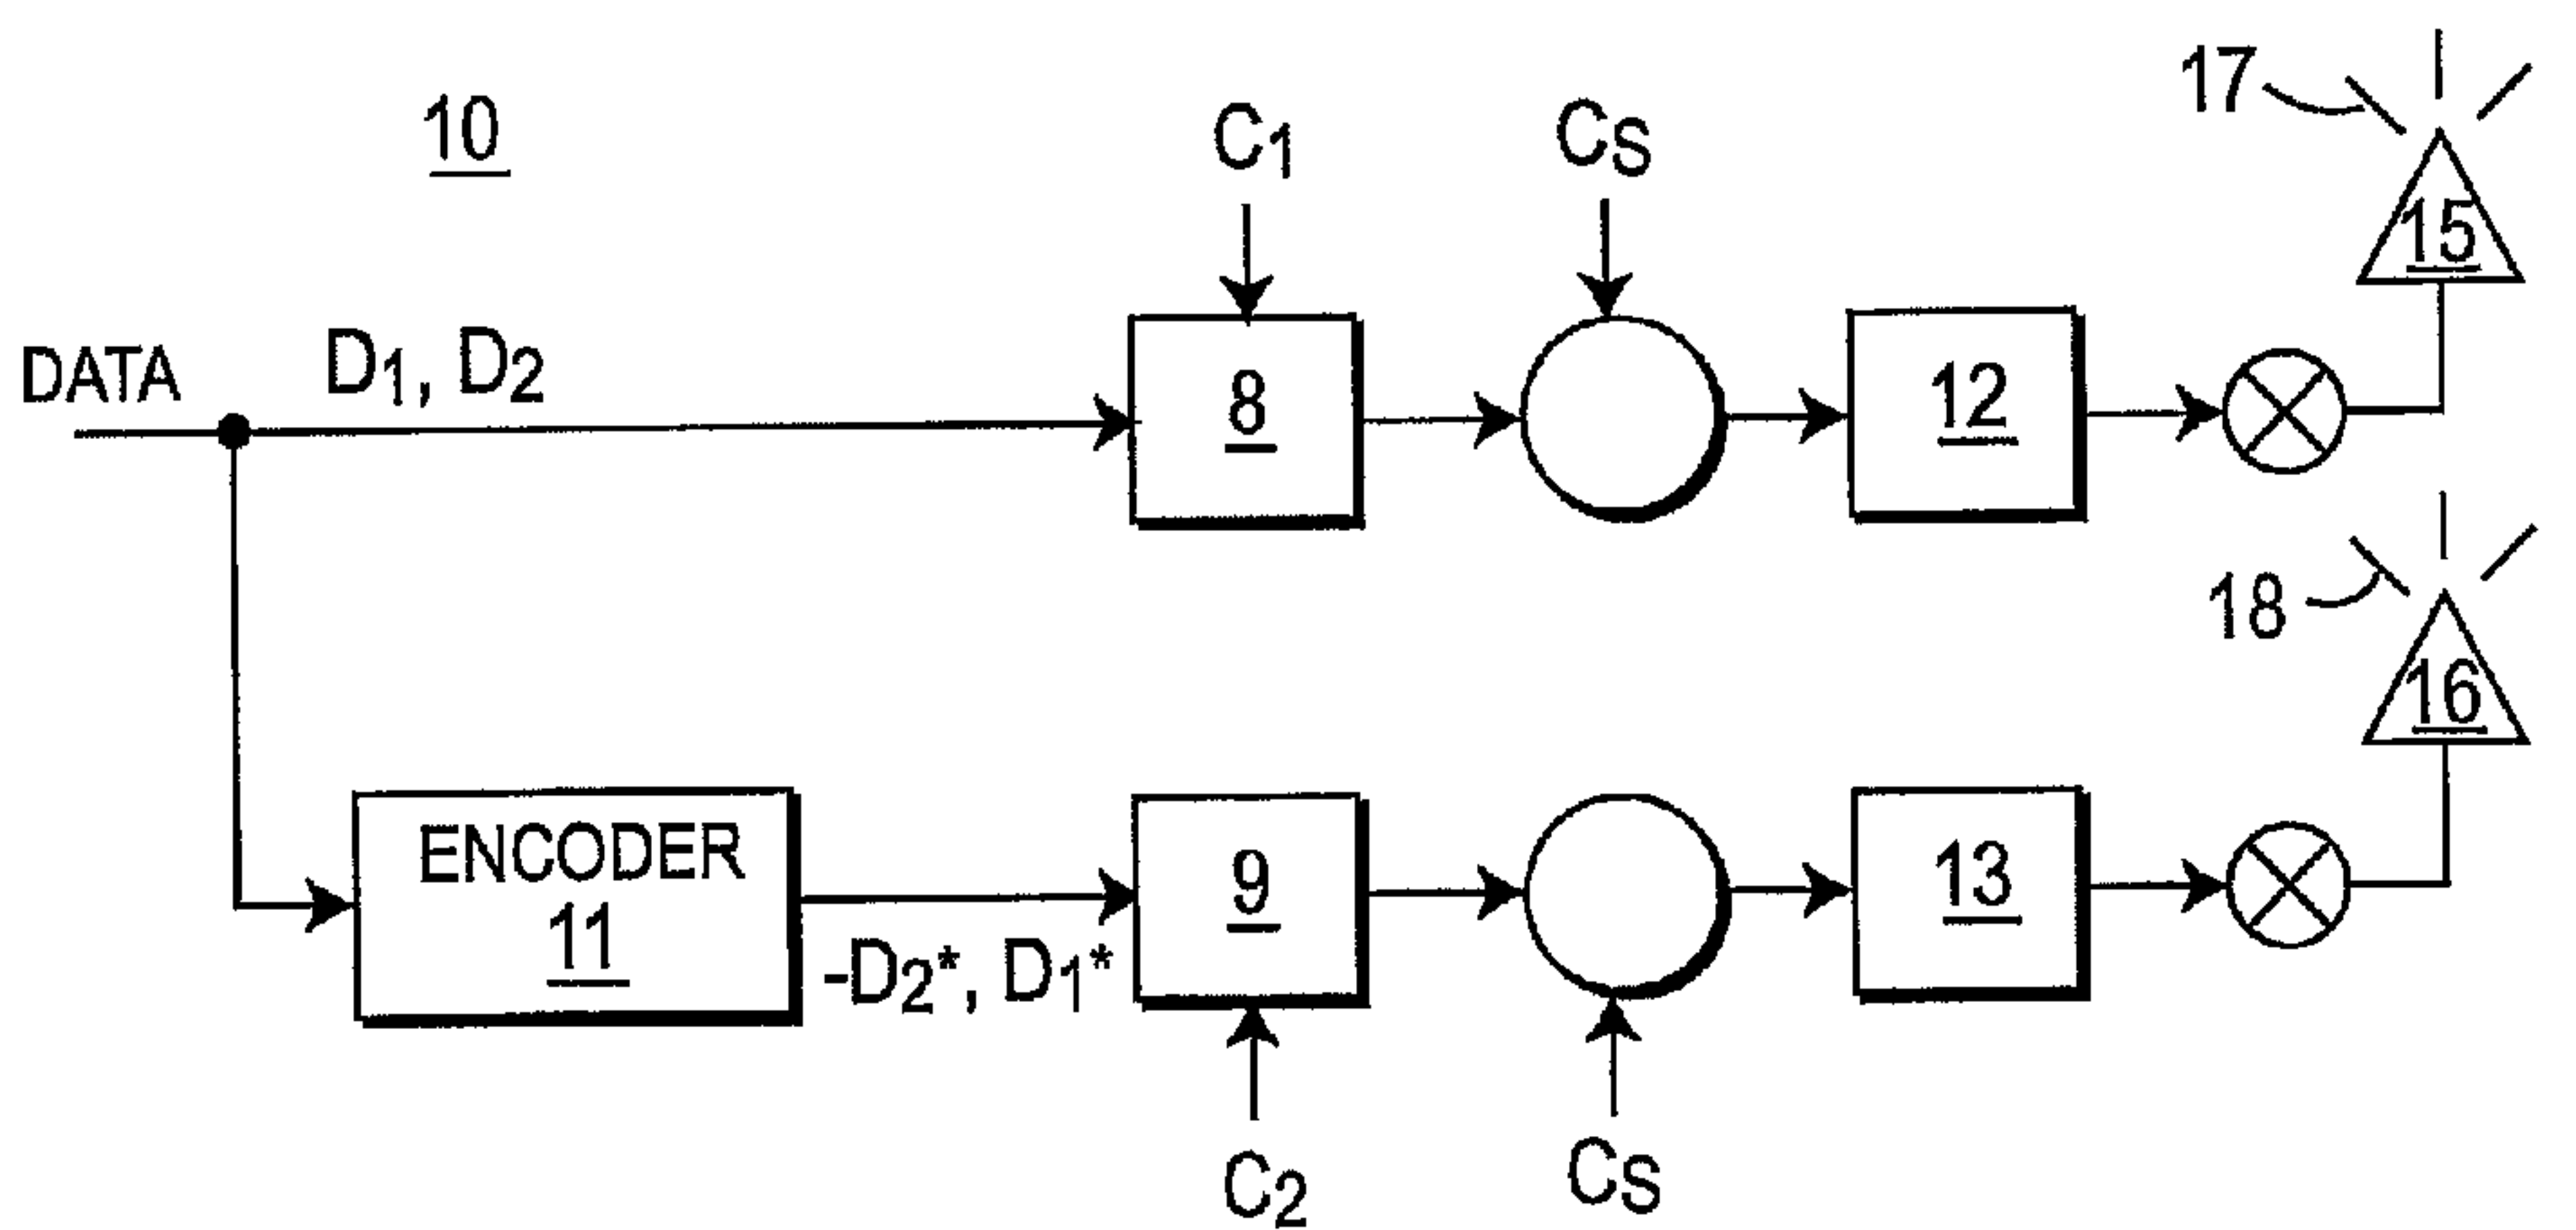 10
C1
CS
17
15
DATA
D1, D2
8
12
18
16
ENCODER
11
-D2*, D1*
9
13
C2
CS